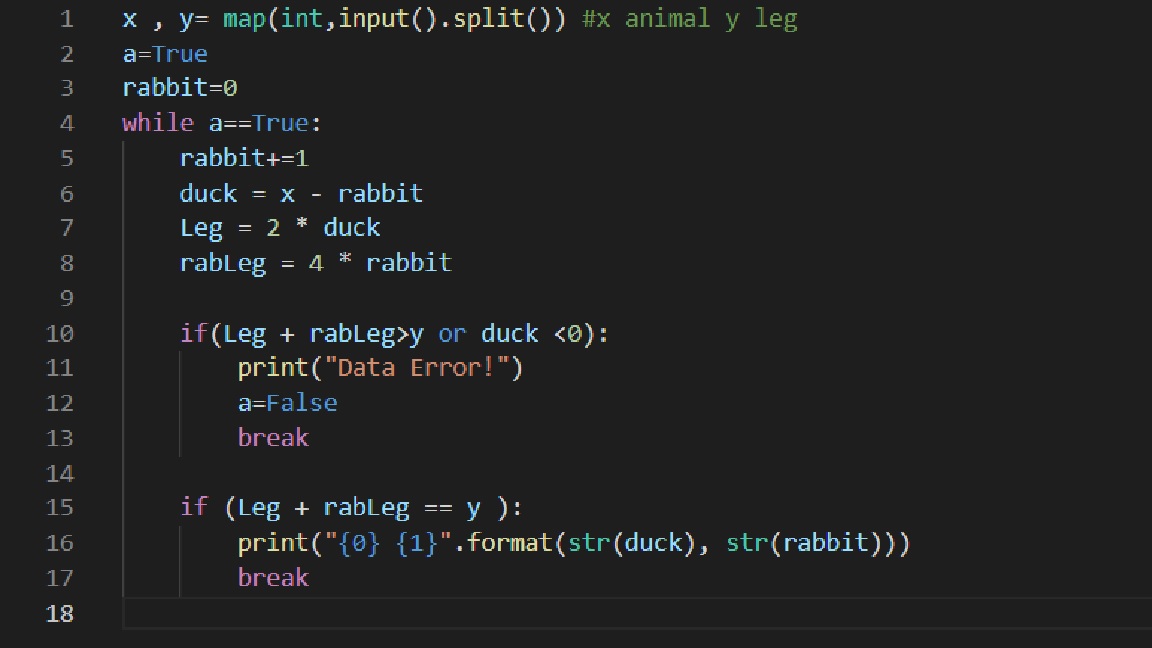 1 x , y= map(int,input().split()) #x animal y leg
2 a=True
3 rabbit=0
4 while a==True:
5     rabbit+=1
6     duck = x - rabbit
7     Leg = 2 * duck
8     rabLeg = 4 * rabbit
9
10     if(Leg + rabLeg>y or duck <0):
11         print("Data Error!")
12         a=False
13         break
14
15     if (Leg + rabLeg == y ):
16         print("{0} {1}".format(str(duck), str(rabbit)))
17         break
18